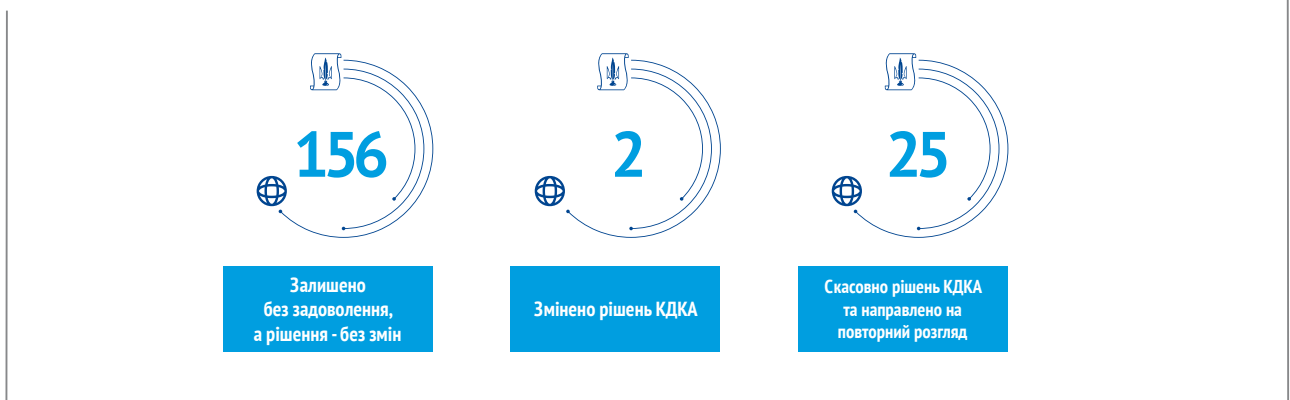 156
2
25
Залишено
без задоволення,
а рішення - без змін
Змінено рішень КДКА
Скасовно рішень КДКА
та направлено на
повторний розгляд